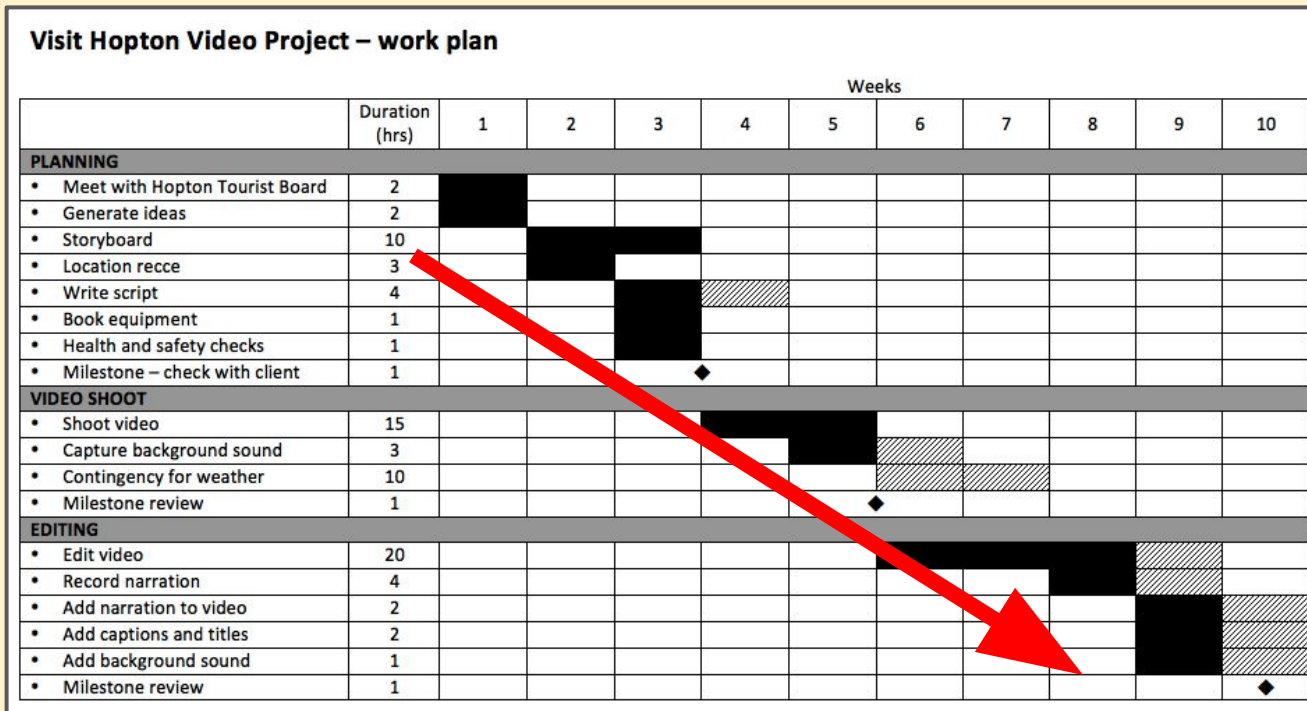 Visit Hopton Video Project – work plan
Weeks
Duration (hrs) 1 2 3 4 5 6 7 8 9 10
PLANNING
• Meet with Hopton Tourist Board 2
• Generate ideas 2
• Storyboard 10
• Location recce 3
• Write script 4
• Book equipment 1
• Health and safety checks 1
• Milestone – check with client 1
VIDEO SHOOT
• Shoot video 15
• Capture background sound 3
• Contingency for weather 10
• Milestone review 1
EDITING
• Edit video 20
• Record narration 4
• Add narration to video 2
• Add captions and titles 2
• Add background sound 1
• Milestone review 1